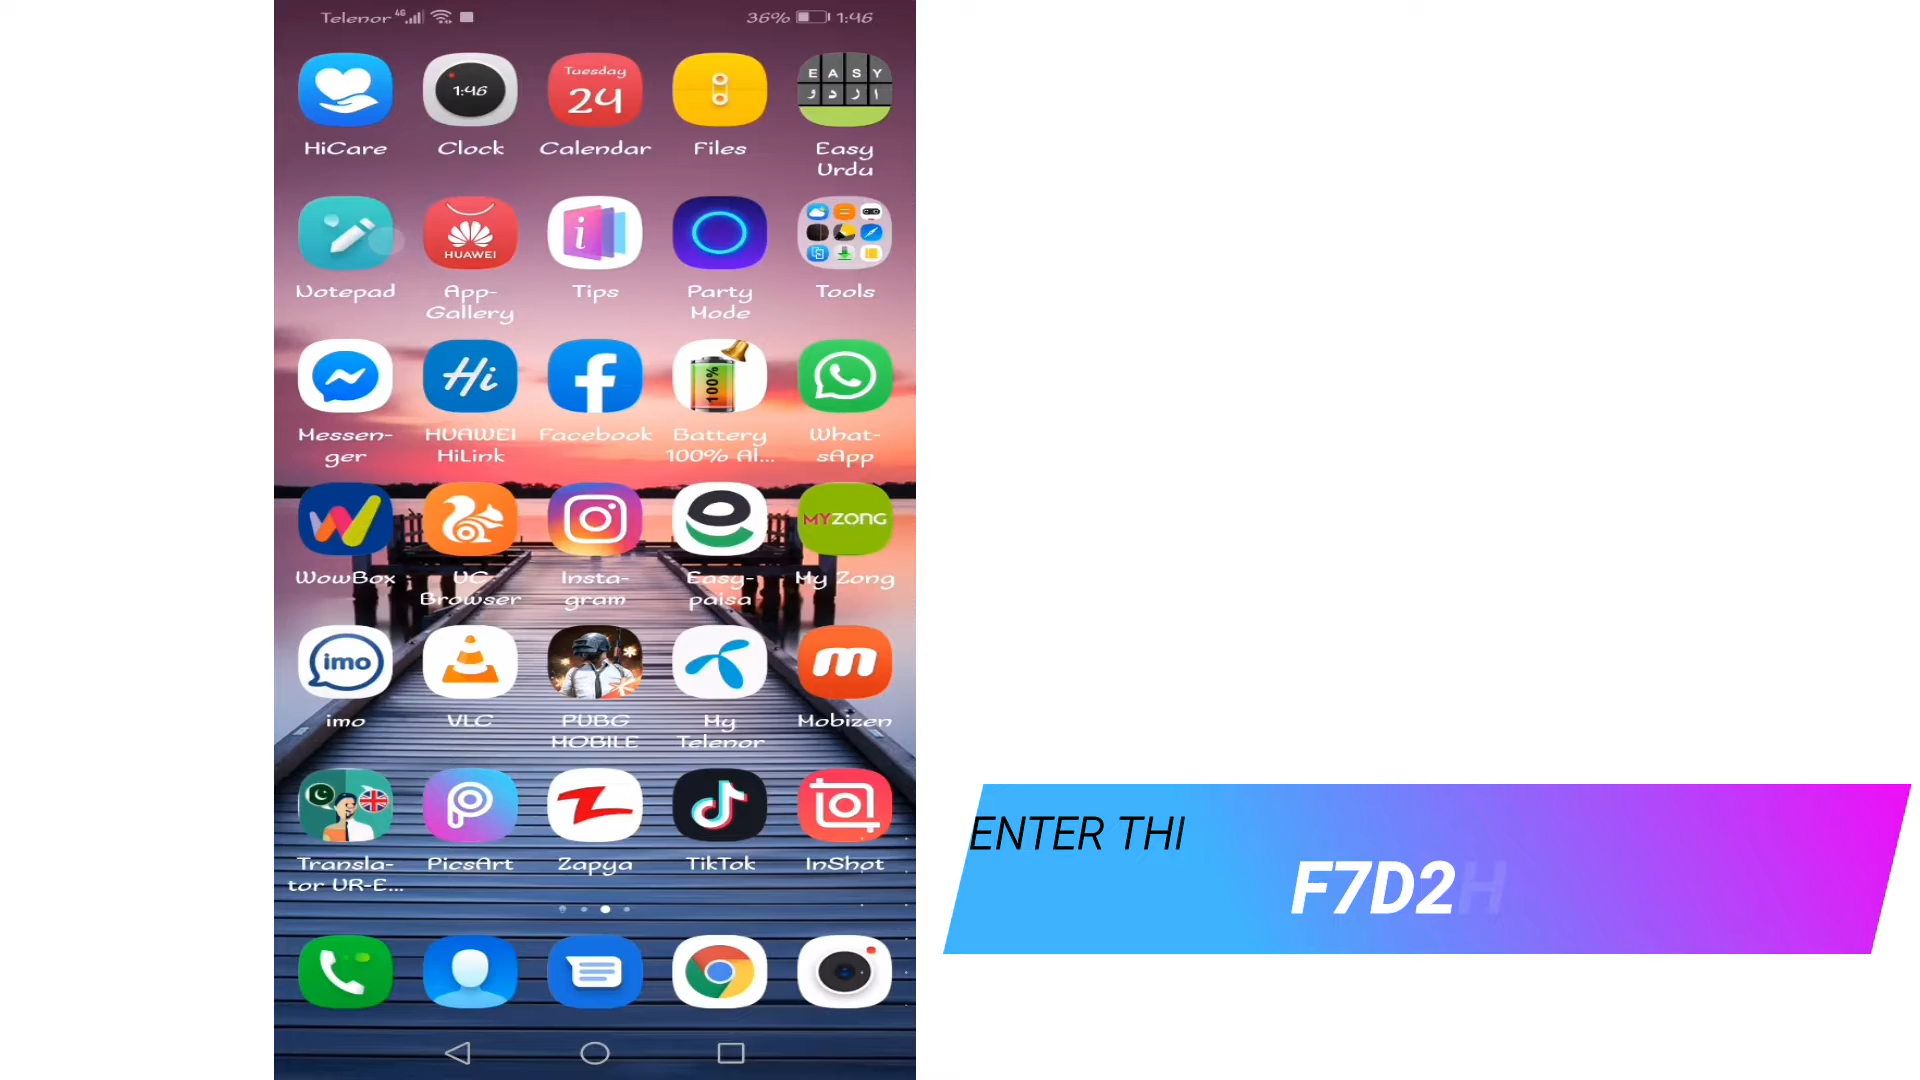 Telenor 4G 36% 1:46
1:46
Tuesday
24
E A S Y
ا ر د و
HiCare Clock Calendar Files Easy
Urdu
HUAWEI
Notepad App- Tips Party Tools
Gallery Mode
Hi
100%
Messen- HUAWEI Facebook Battery What-
ger HiLink 100% Al... sApp
MYZONG
WowBox UC Insta- Easy- My Zong
Browser gram paisa
imo
imo VLC PUBG My Mobizen
MOBILE Telenor
Transla- PicsArt Zapya TikTok InShot
tor UR-E...
ENTER THI
F7D2H